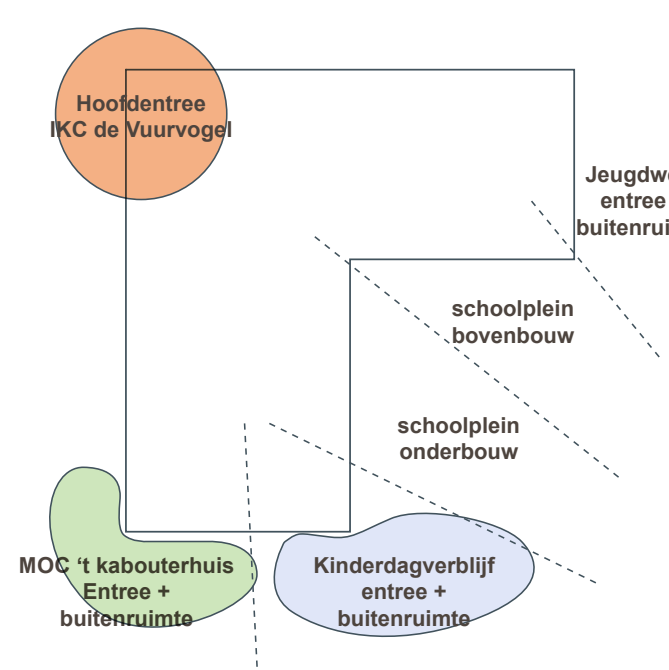 Hoofdentree
IKC de Vuurvogel
entree
schoolplein
bovenbouw
schoolplein
onderbouw
MOC ‘t kabouterhuis
Entree +
buitenruimte
Kinderdagverblijf
entree +
buitenruimte